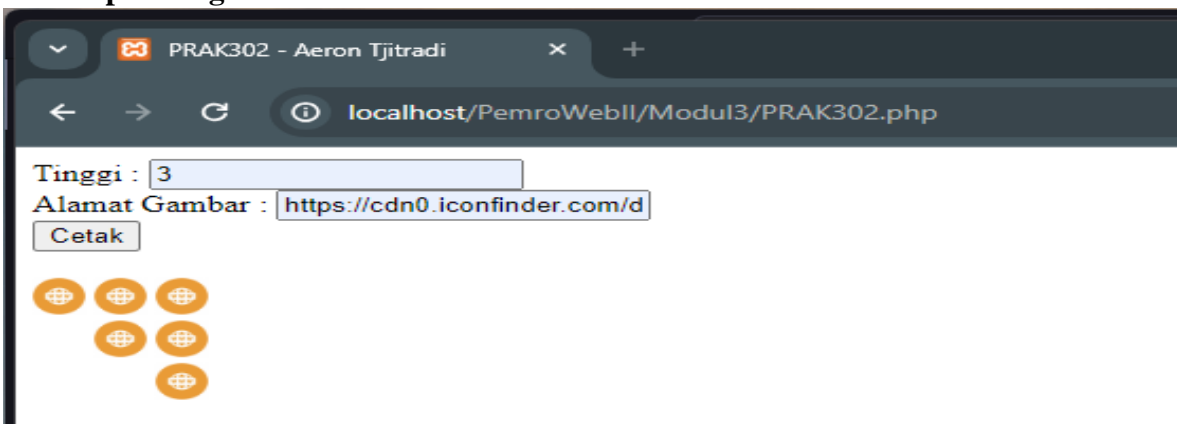 PRAK302 - Aeron Tjitradi
localhost/PemroWebII/Modul3/PRAK302.php
Tinggi : 3
Alamat Gambar : https://cdn0.iconfinder.com/d
Cetak